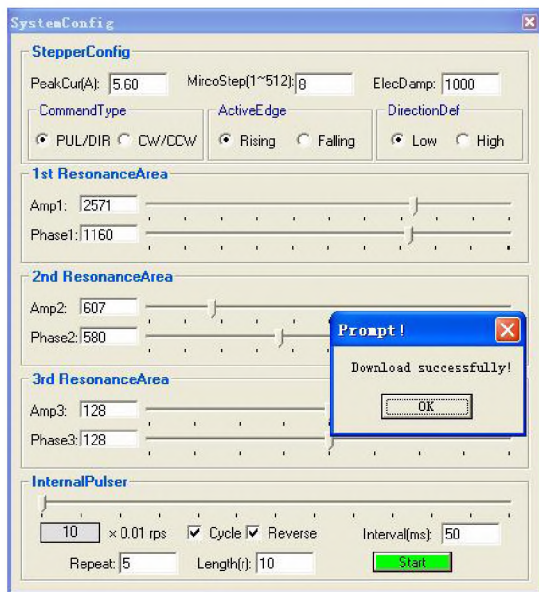 SystemConfig
StepperConfig
PeakCur(A): 5.60 MircoStep(1~512): 8 ElecDamp: 1000
CommandType ActiveEdge DirectionDef
PUL/DIR CW/CCW Rising Falling Low High
1st ResonanceArea
Amp1: 2571
Phase1: 1160
2nd ResonanceArea
Amp2: 607
Phase2: 580
Prompt!
Download successfully!
OK
3rd ResonanceArea
Amp3: 128
Phase3: 128
InternalPulser
10 × 0.01 rps Cycle Reverse Interval(ms): 50
Repeat: 5 Length(r): 10 Start